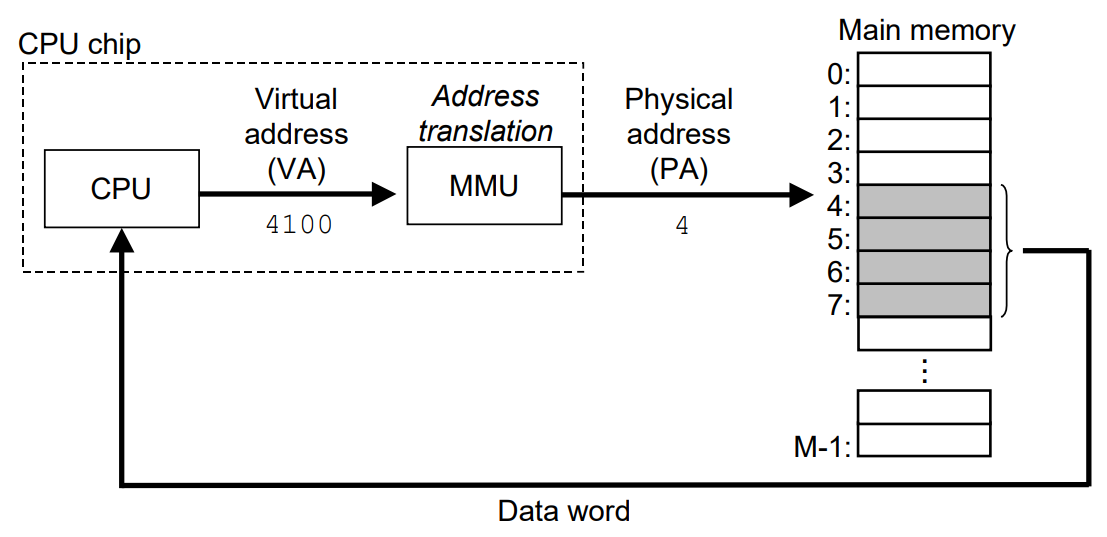 CPU chip
CPU
Virtual
address
(VA)
4100
Address
translation
MMU
Physical
address
(PA)
4
Main memory
0:
1:
2:
3:
4:
5:
6:
7:
⋮
M-1:
Data word